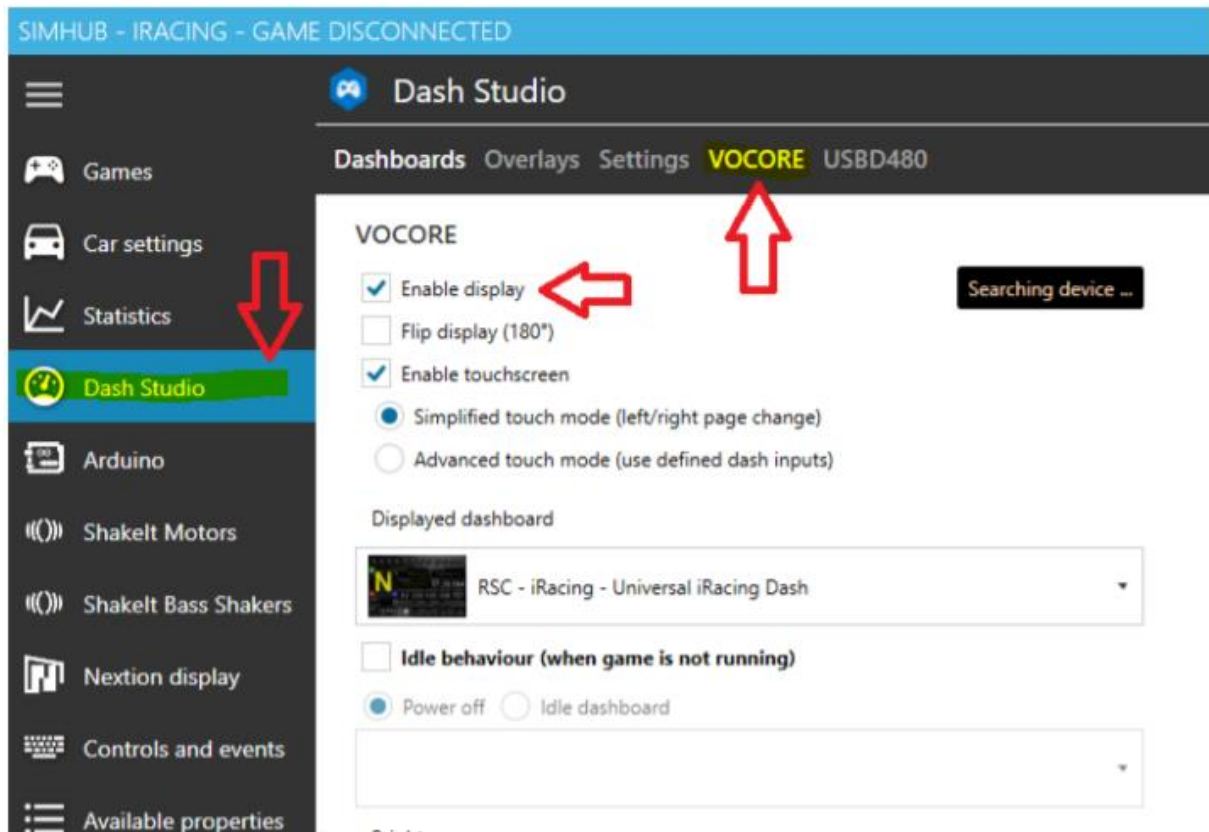 SIMHUB - IRACING - GAME DISCONNECTED
Dash Studio
Dashboards Overlays Settings VOCORE USBD480
Games
Car settings
Statistics
Dash Studio
Arduino
ShakeIt Motors
ShakeIt Bass Shakers
Nextion display
Controls and events
Available properties
VOCORE
Enable display
Searching device ...
Flip display (180°)
Enable touchscreen
Simplified touch mode (left/right page change)
Advanced touch mode (use defined dash inputs)
Displayed dashboard
N
RSC - iRacing - Universal iRacing Dash
Idle behaviour (when game is not running)
Power off Idle dashboard